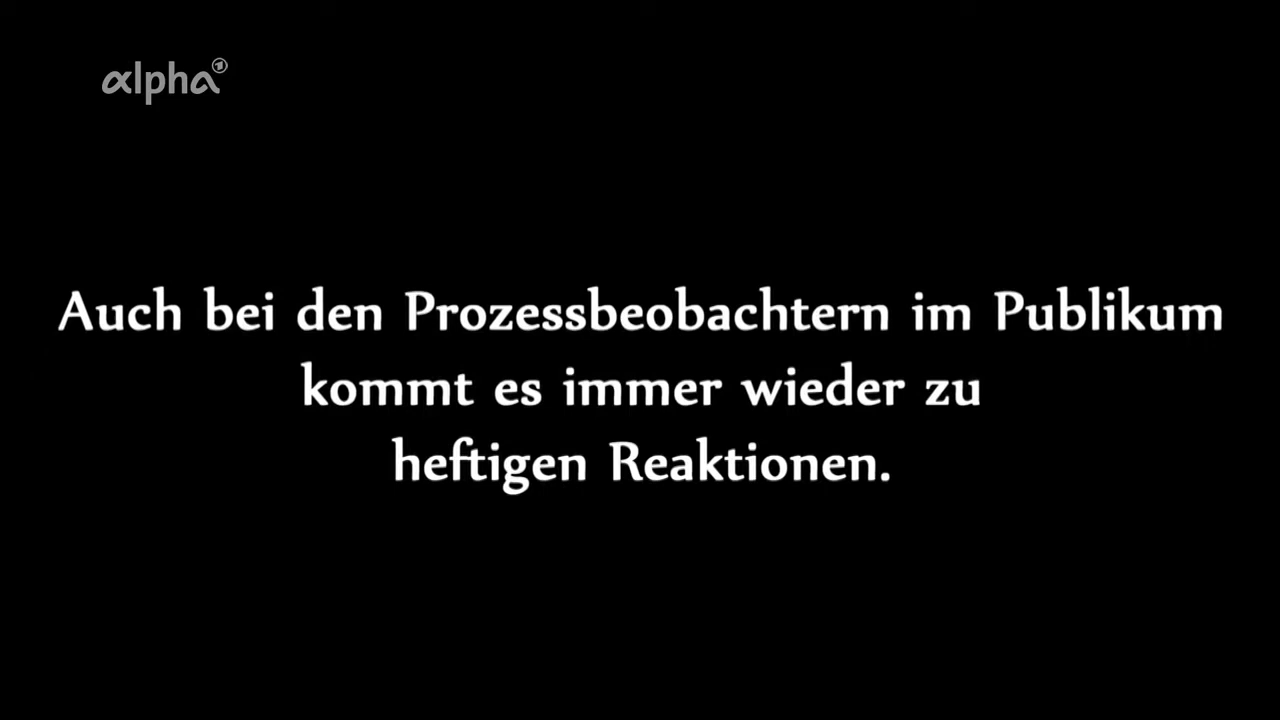 alpha
Auch bei den Prozessbeobachtern im Publikum
kommt es immer wieder zu
heftigen Reaktionen.